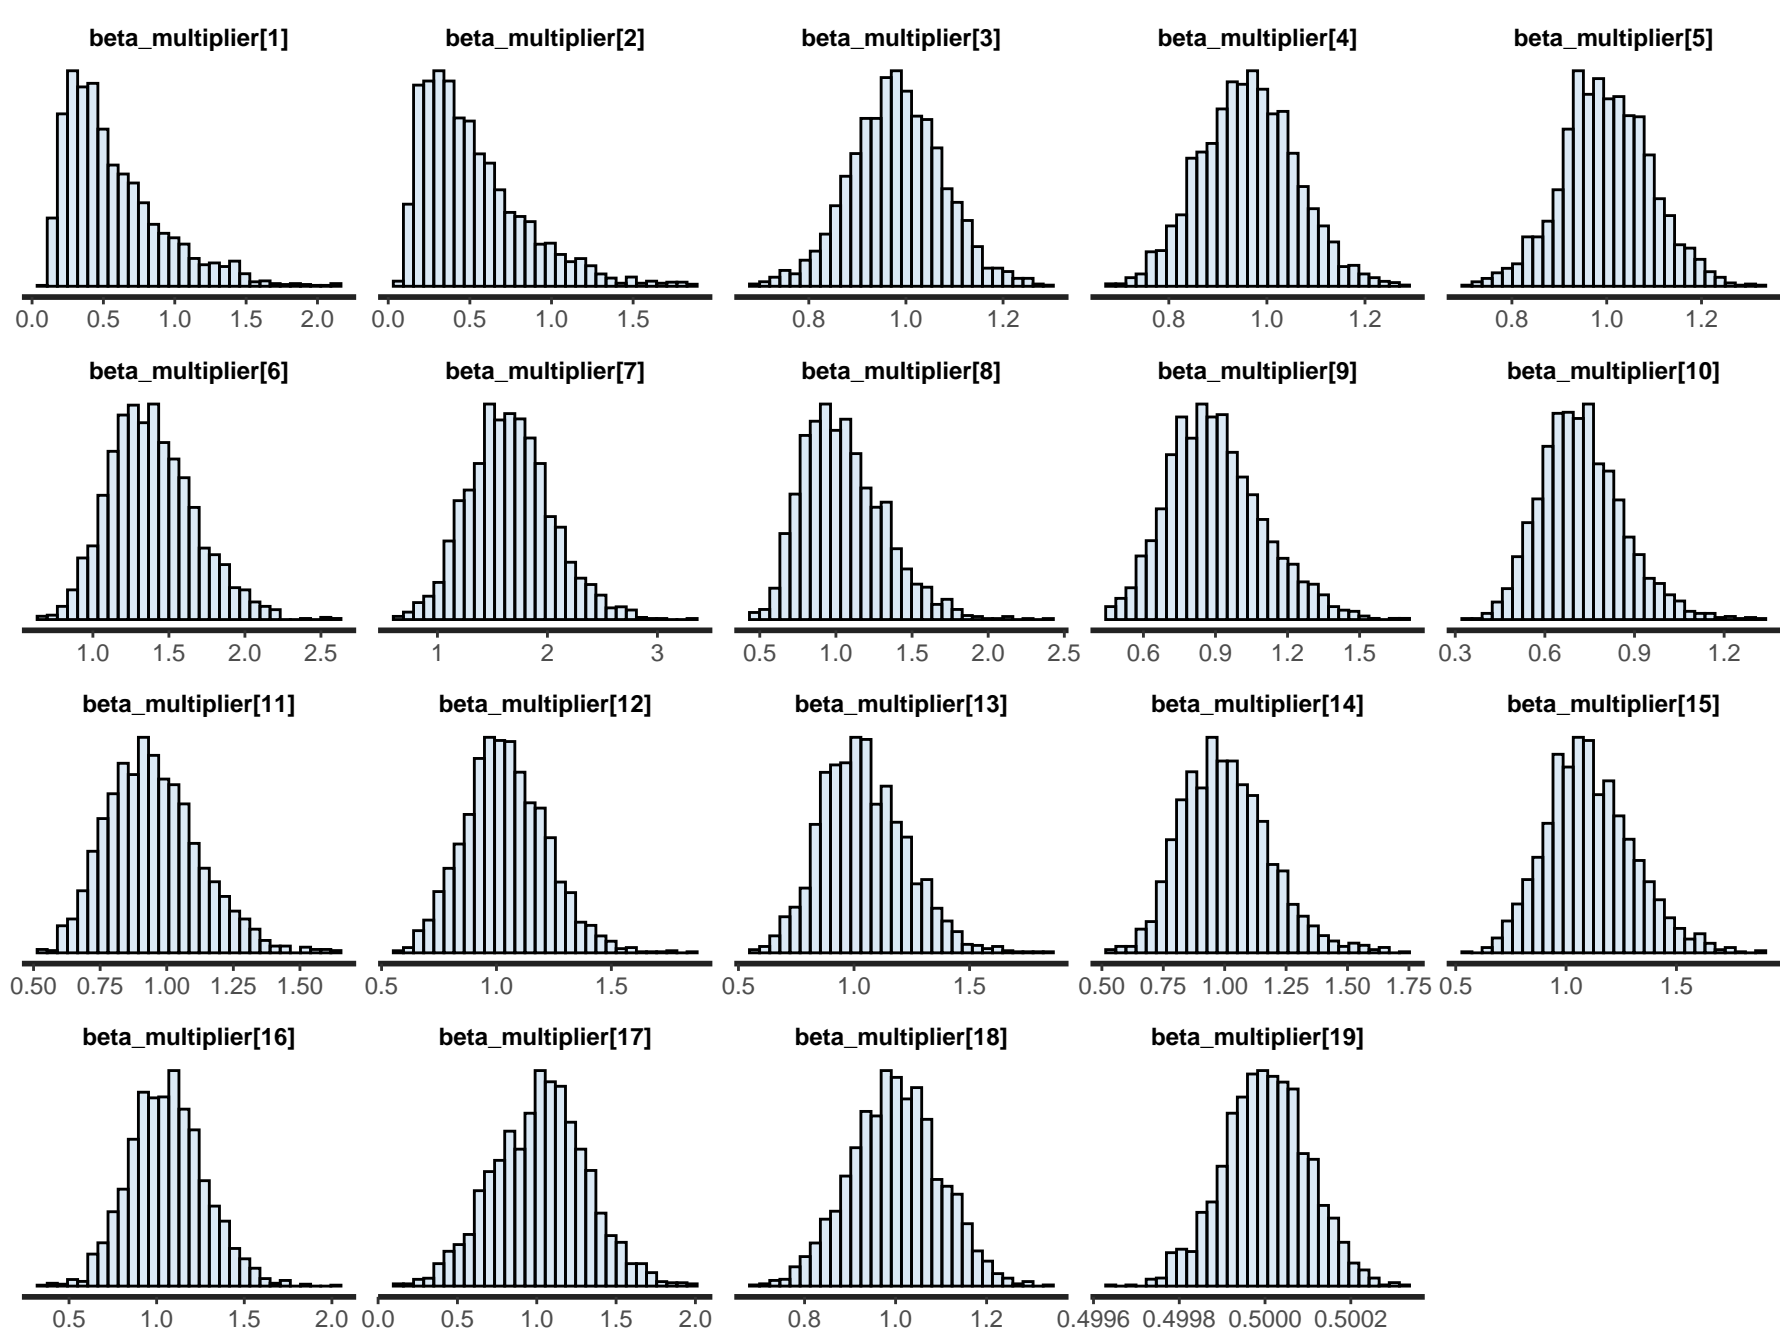 beta_multiplier[1] beta_multiplier[2] beta_multiplier[3] beta_multiplier[4] beta_multiplier[5]
0.0 0.5 1.0 1.5 2.0 0.0 0.5 1.0 1.5 0.8 1.0 1.2 0.8 1.0 1.2 0.8 1.0 1.2
beta_multiplier[6] beta_multiplier[7] beta_multiplier[8] beta_multiplier[9] beta_multiplier[10]
1.0 1.5 2.0 2.5 1 2 3 0.5 1.0 1.5 2.0 2.5 0.6 0.9 1.2 1.5 0.3 0.6 0.9 1.2
beta_multiplier[11] beta_multiplier[12] beta_multiplier[13] beta_multiplier[14] beta_multiplier[15]
0.50 0.75 1.00 1.25 1.50 0.5 1.0 1.5 0.5 1.0 1.5 0.50 0.75 1.00 1.25 1.50 1.75 0.5 1.0 1.5
beta_multiplier[16] beta_multiplier[17] beta_multiplier[18] beta_multiplier[19]
0.5 1.0 1.5 2.0 0.0 0.5 1.0 1.5 2.0 0.8 1.0 1.2 0.4996 0.4998 0.5000 0.5002